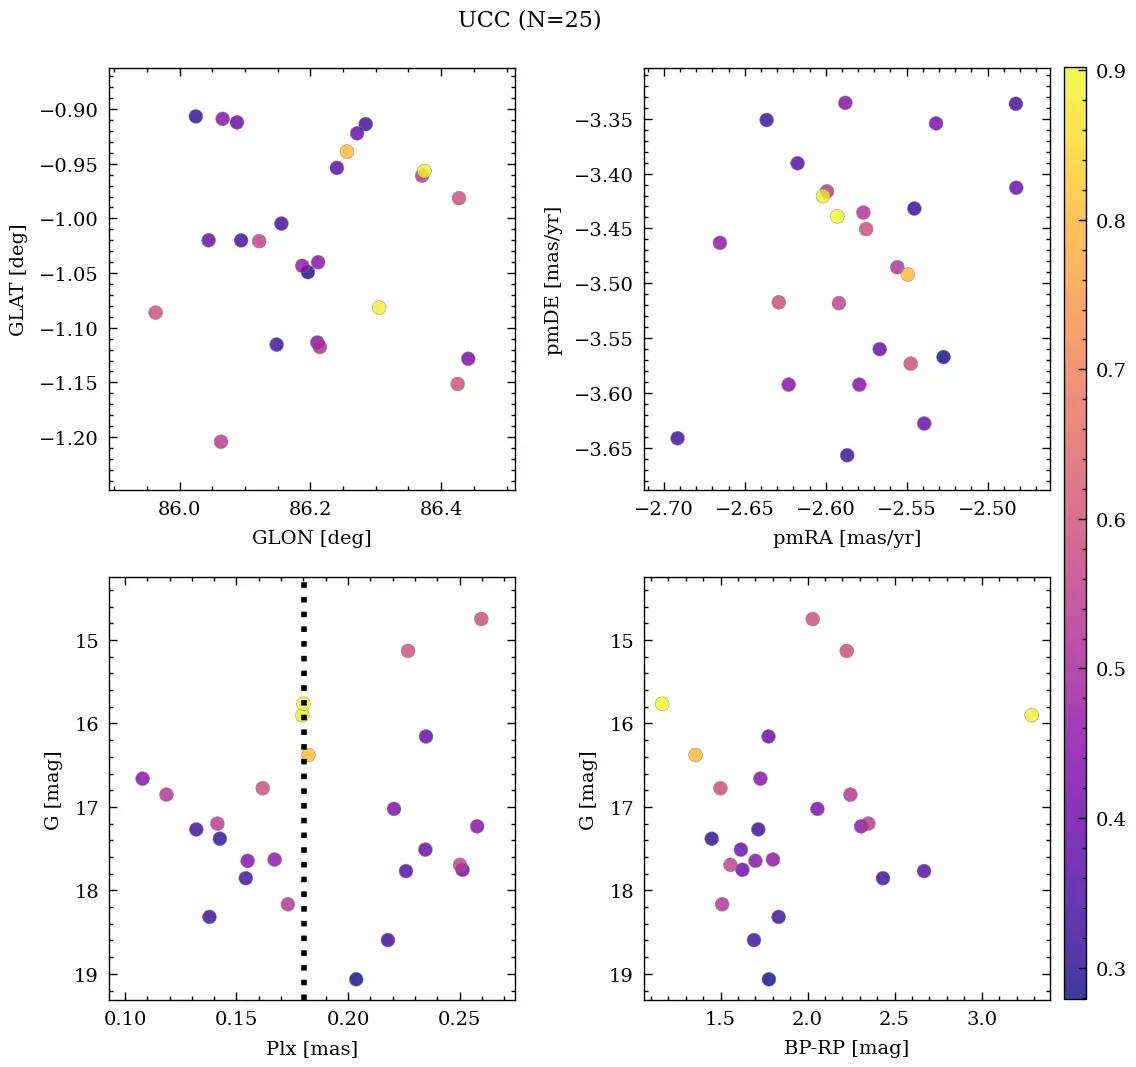 UCC (N=25)
−0.90
−0.95
−1.00
−1.05
−1.10
−1.15
−1.20
GLAT [deg]
86.0 86.2 86.4
GLON [deg]
−3.35
−3.40
−3.45
−3.50
−3.55
−3.60
−3.65
pmDE [mas/yr]
−2.70 −2.65 −2.60 −2.55 −2.50
pmRA [mas/yr]
15
16
17
18
19
G [mag]
0.10 0.15 0.20 0.25
Plx [mas]
15
16
17
18
19
G [mag]
1.5 2.0 2.5 3.0
BP-RP [mag]
0.9
0.8
0.7
0.6
0.5
0.4
0.3